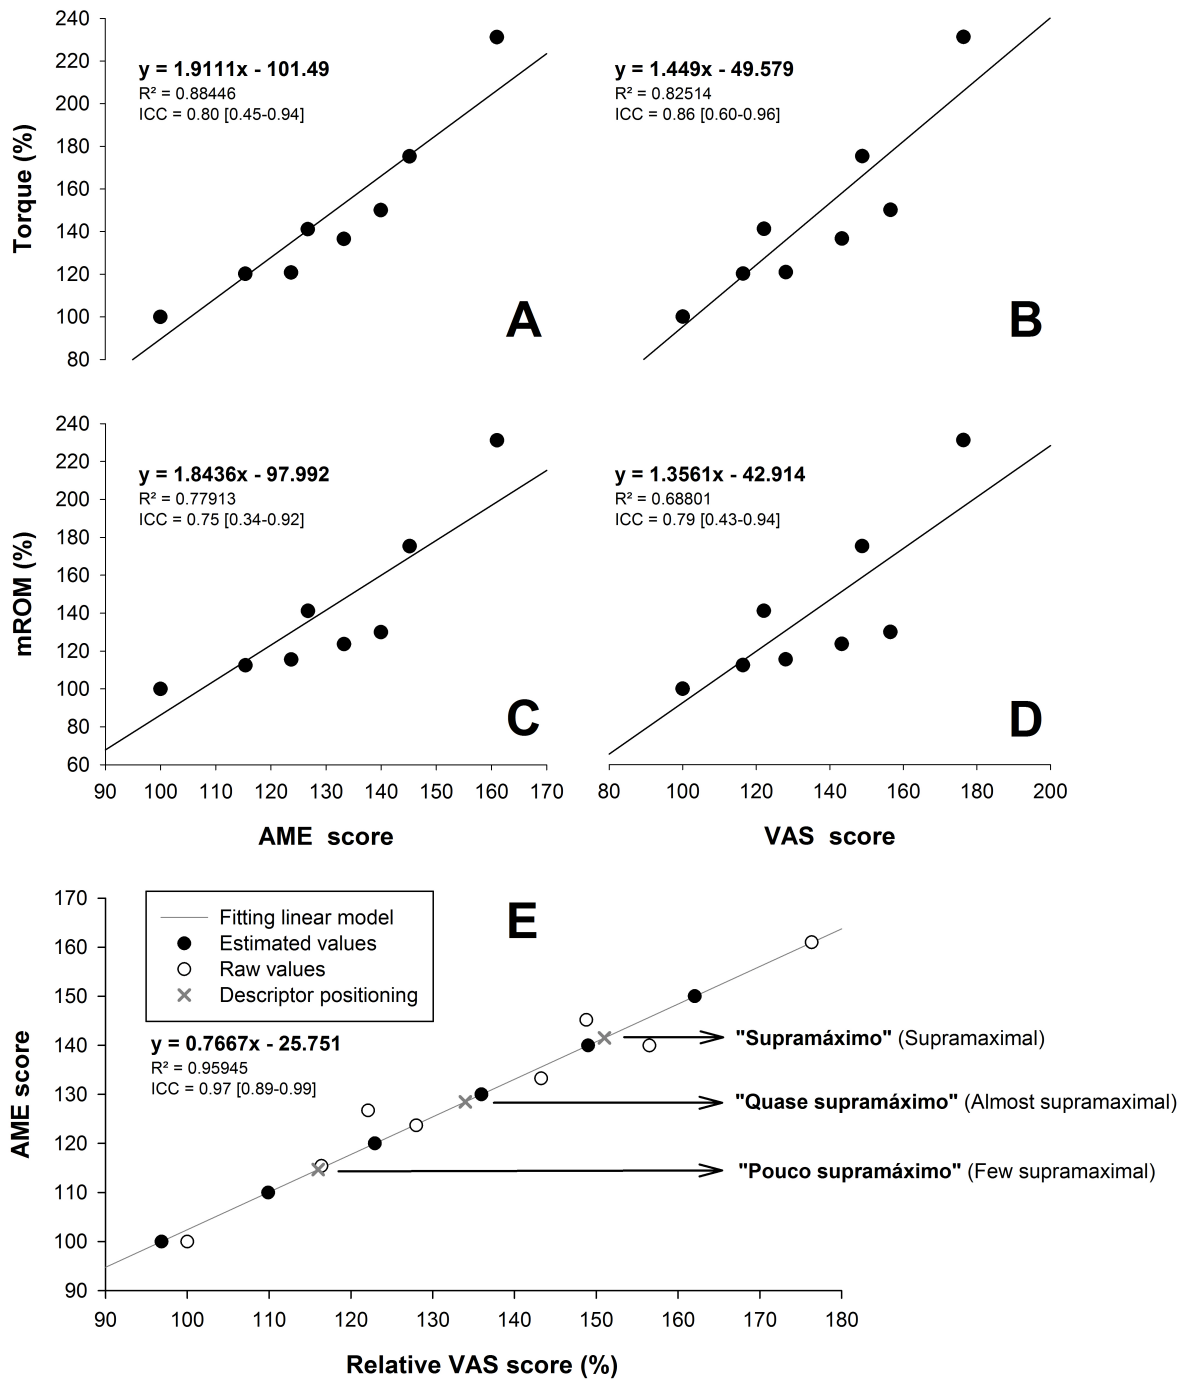 240
220
200
180
160
140
120
100
80
Torque (%)
y = 1.9111x - 101.49
R² = 0.88446
ICC = 0.80 [0.45-0.94]
A
y = 1.449x - 49.579
R² = 0.82514
ICC = 0.86 [0.60-0.96]
B
240
220
200
180
160
140
120
100
80
60
mROM (%)
y = 1.8436x - 97.992
R² = 0.77913
ICC = 0.75 [0.34-0.92]
C
90 100 110 120 130 140 150 160 170
AME score
y = 1.3561x - 42.914
R² = 0.68801
ICC = 0.79 [0.43-0.94]
D
80 100 120 140 160 180 200
VAS score
170
160
150
140
130
120
110
100
90
AME score
Fitting linear model
Estimated values
Raw values
Descriptor positioning
E
y = 0.7667x - 25.751
R² = 0.95945
ICC = 0.97 [0.89-0.99]
"Supramáximo" (Supramaximal)
"Quase supramáximo" (Almost supramaximal)
"Pouco supramáximo" (Few supramaximal)
90 100 110 120 130 140 150 160 170 180
Relative VAS score (%)